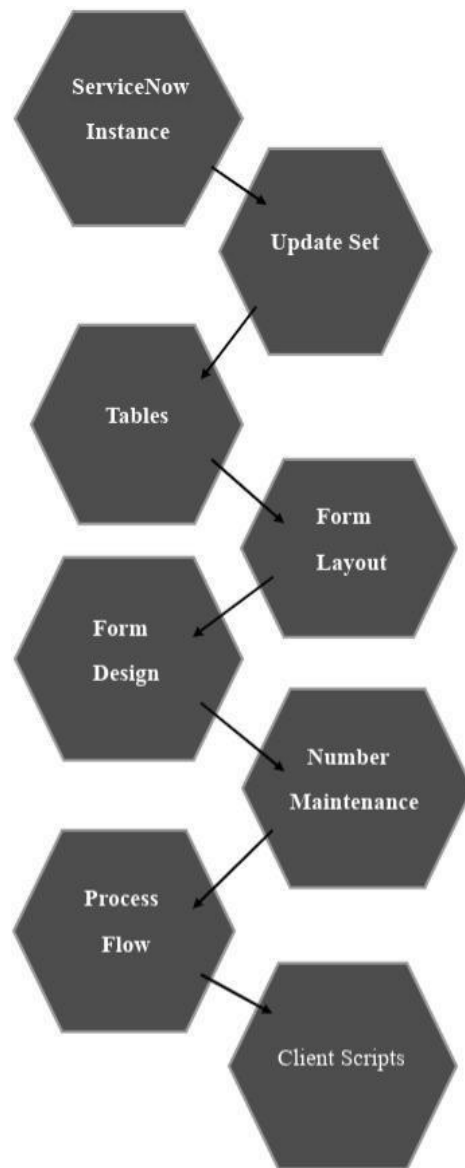 ServiceNow
Instance
Update Set
Tables
Form
Layout
Form
Design
Number
Maintenance
Process
Flow
Client Scripts